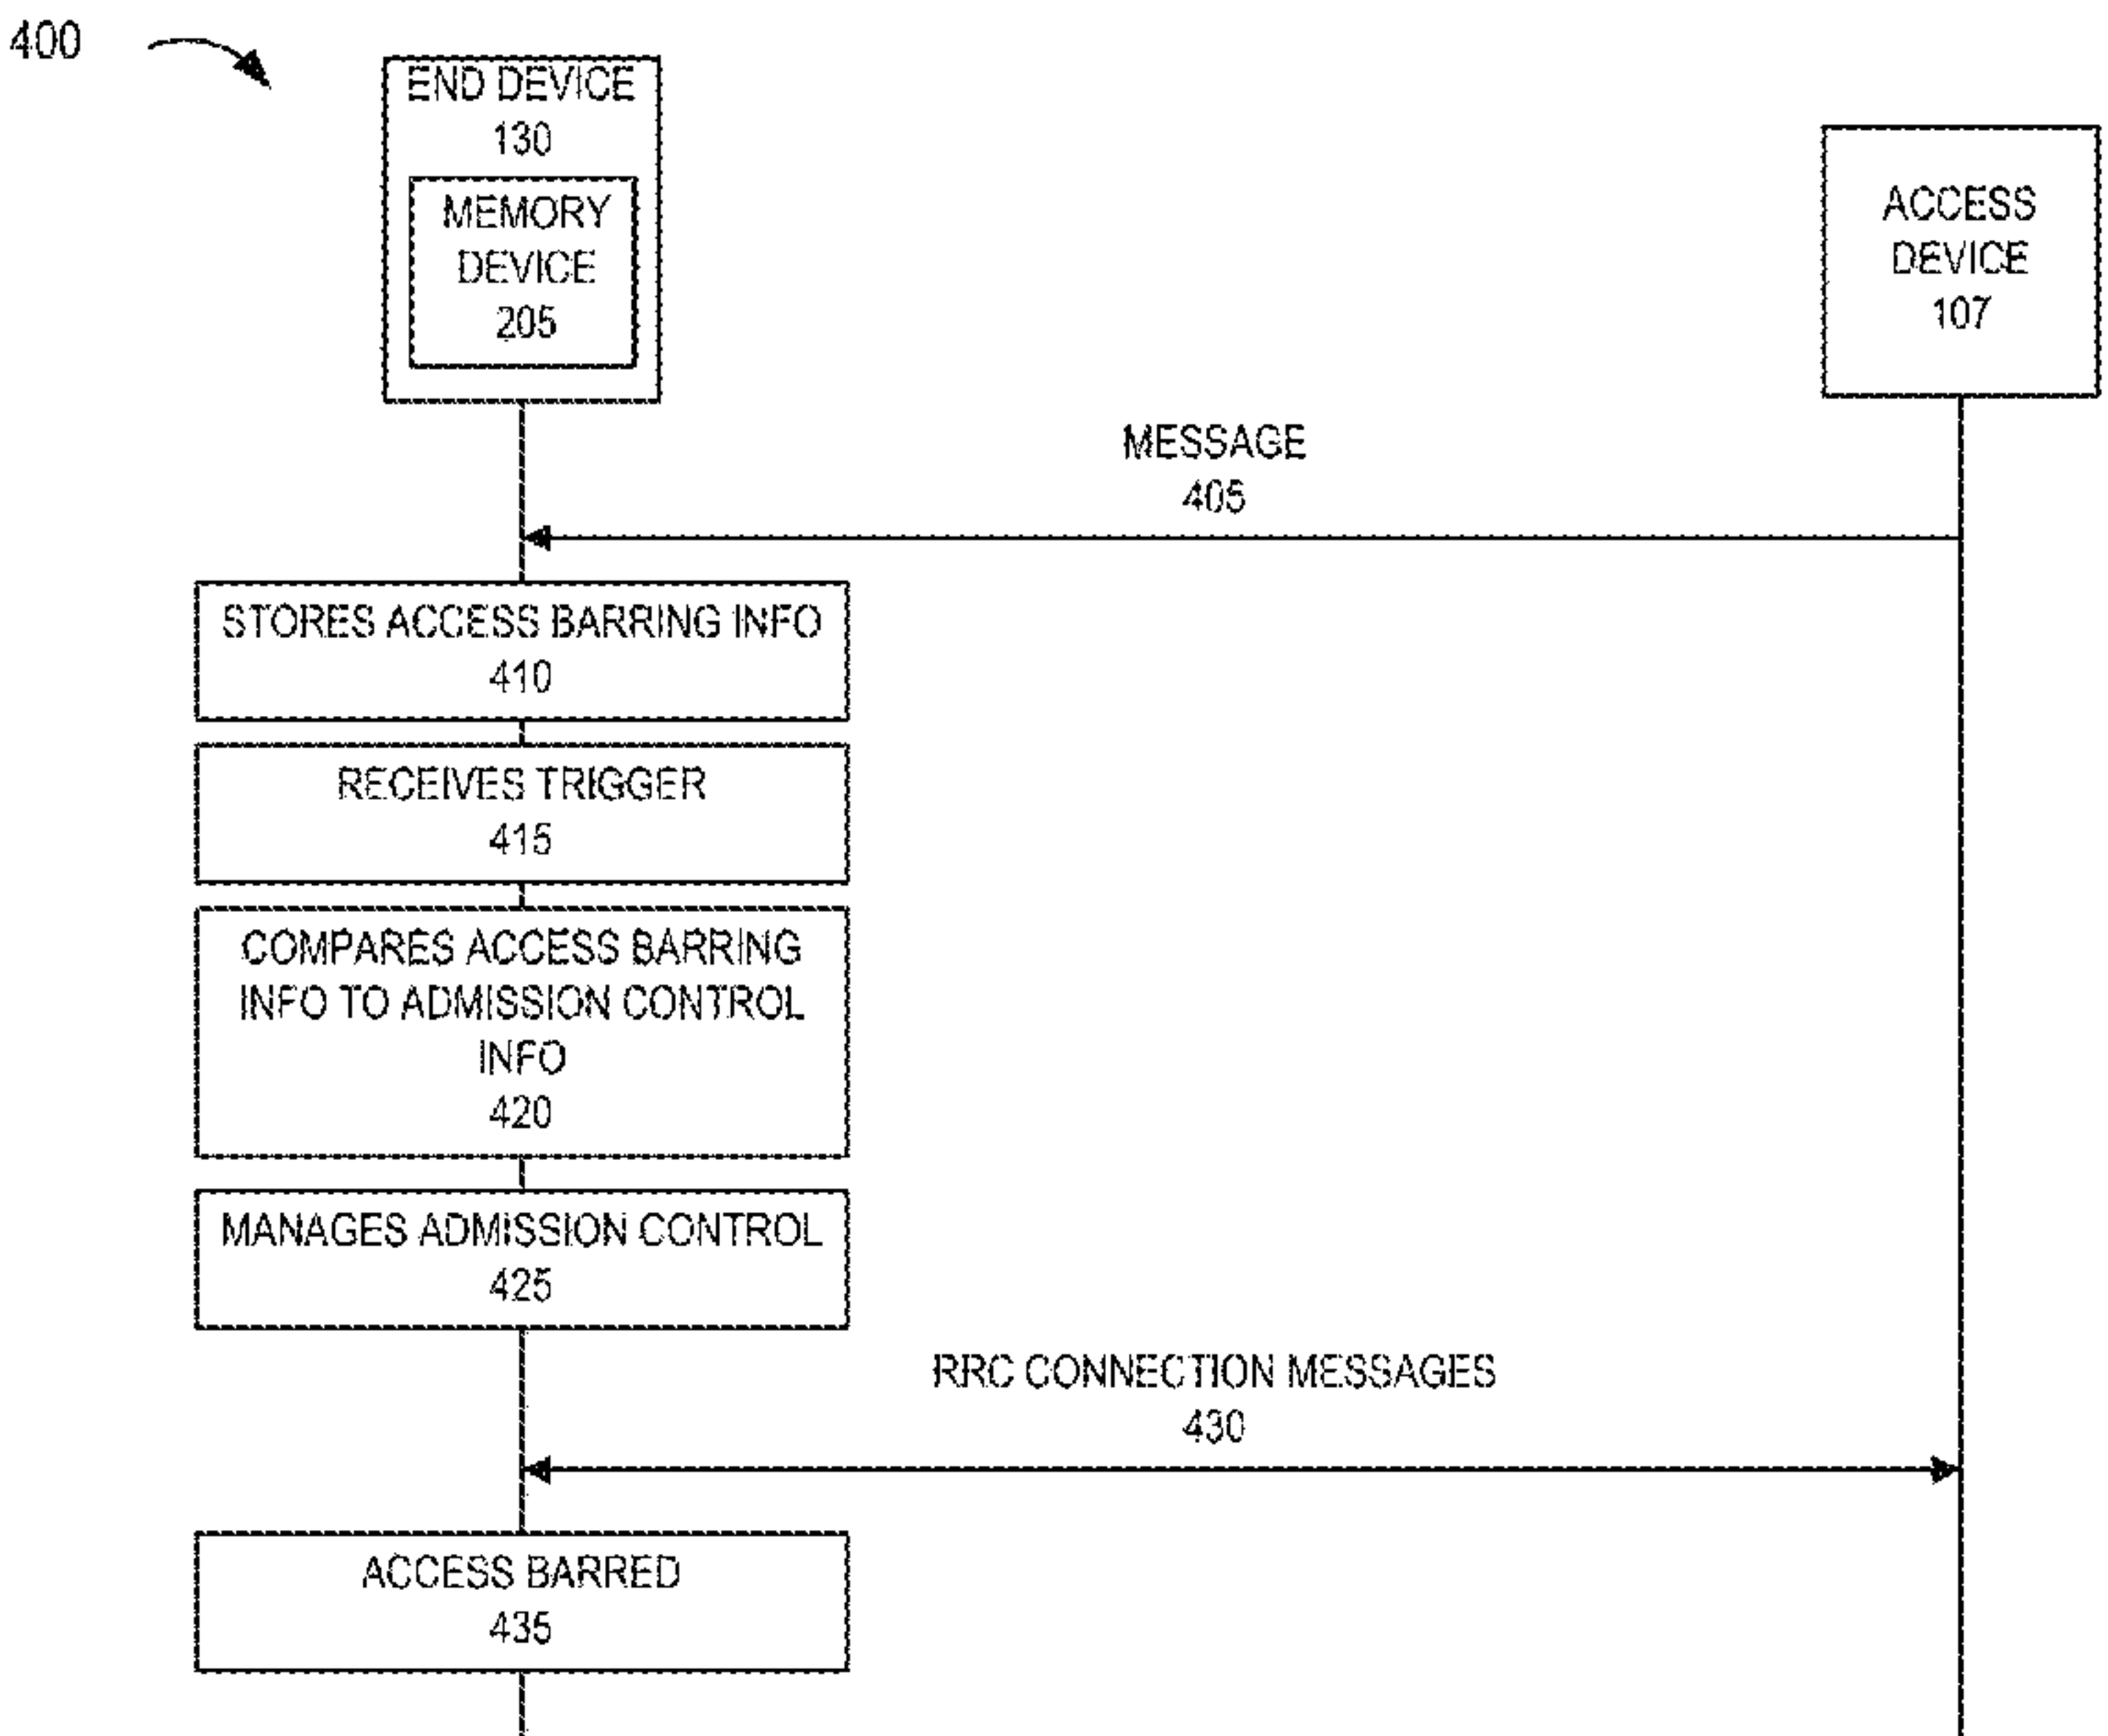 400
END DEVICE
130
MEMORY
DEVICE
205
ACCESS
DEVICE
107
MESSAGE
405
STORES ACCESS BARRING INFO
410
RECEIVES TRIGGER
415
COMPARES ACCESS BARRING
INFO TO ADMISSION CONTROL
INFO
420
MANAGES ADMISSION CONTROL
425
RRC CONNECTION MESSAGES
430
ACCESS BARRED
435